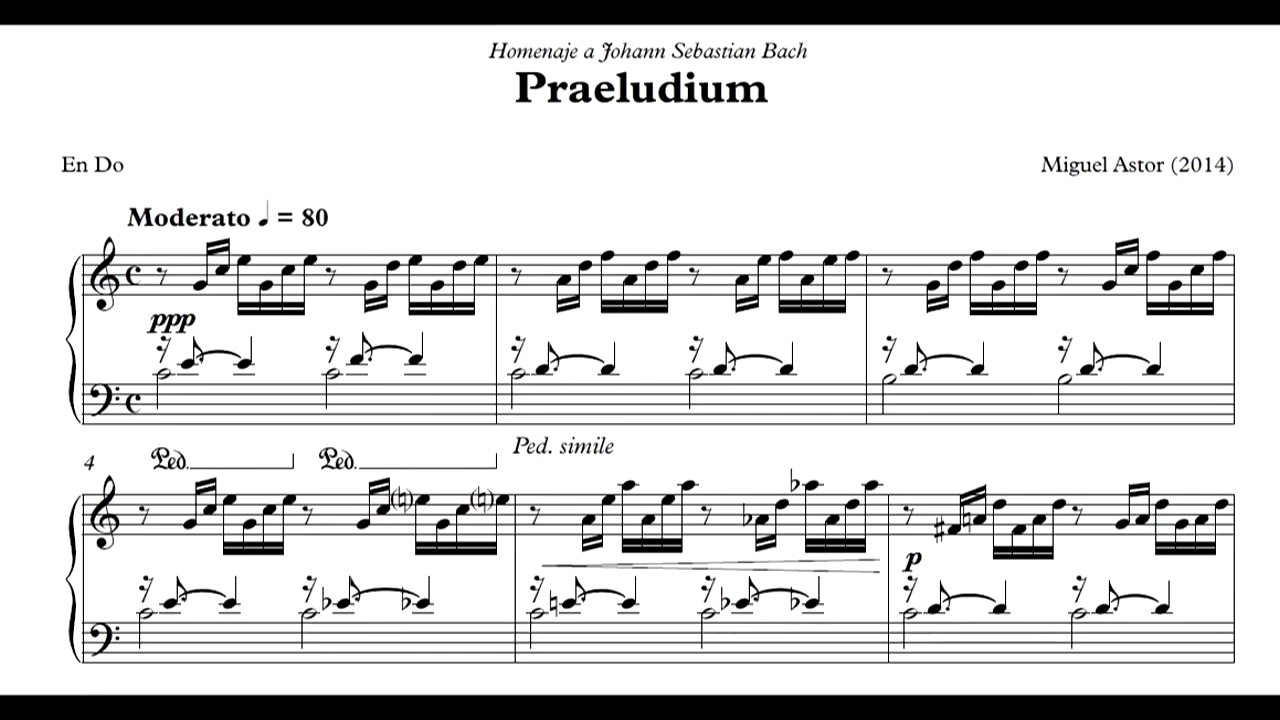 Homenaje a Johann Sebastian Bach
Praeludium
En Do
Miguel Astor (2014)
Moderato ♩ = 80
ppp
Ped. Ped. Ped. simile
4
p